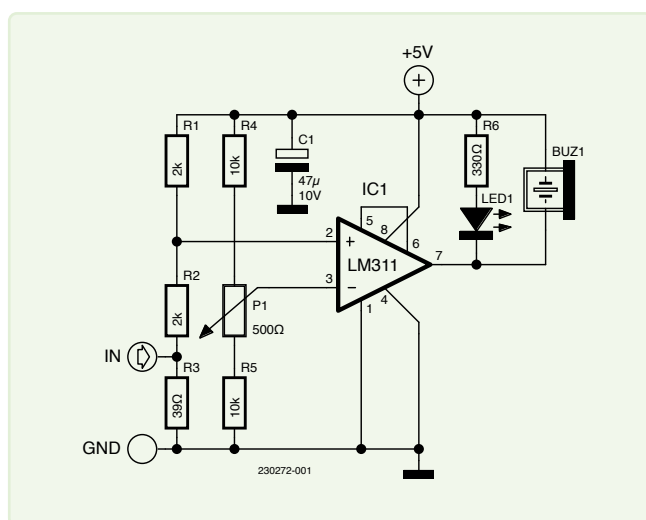 +5V
R1
R4
R6
2k
10k
C1
330Ω
BUZ1
47µ
10V
IC1
LED1
5
8
2
+
6
7
LM311
R2
3
−
P1
4
2k
500Ω
1
IN
R3
R5
39Ω
10k
GND
230272-001